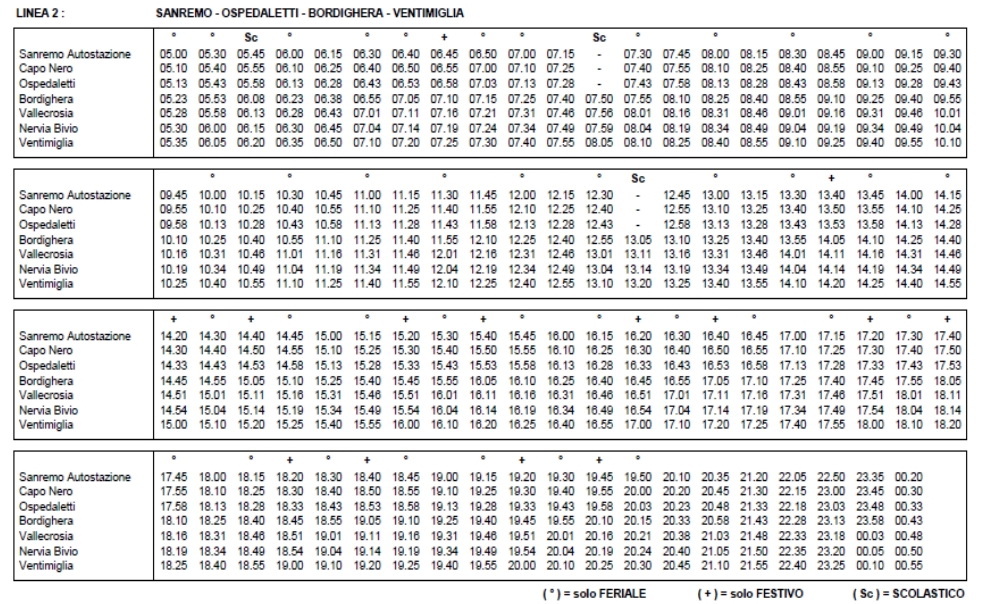 LINEA 2 : SANREMO - OSPEDALETTI - BORDIGHERA - VENTIMIGLIA
° ° Sc ° ° ° + ° ° Sc ° ° ° ° °
Sanremo Autostazione 05.00 05.30 05.45 06.00 06.15 06.30 06.40 06.45 06.50 07.00 07.15 - 07.30 07.45 08.00 08.15 08.30 08.45 09.00 09.15 09.30
Capo Nero 05.10 05.40 05.55 06.10 06.25 06.40 06.50 06.55 07.00 07.10 07.25 - 07.40 07.55 08.10 08.25 08.40 08.55 09.10 09.25 09.40
Ospedaletti 05.13 05.43 05.58 06.13 06.28 06.43 06.53 06.58 07.03 07.13 07.28 - 07.43 07.58 08.13 08.28 08.43 08.58 09.13 09.28 09.43
Bordighera 05.23 05.53 06.08 06.23 06.38 06.55 07.05 07.10 07.15 07.25 07.40 07.50 07.55 08.10 08.25 08.40 08.55 09.10 09.25 09.40 09.55
Vallecrosia 05.28 05.58 06.13 06.28 06.43 07.01 07.11 07.16 07.21 07.31 07.46 07.56 08.01 08.16 08.31 08.46 09.01 09.16 09.31 09.46 10.01
Nervia Bivio 05.30 06.00 06.15 06.30 06.45 07.04 07.14 07.19 07.24 07.34 07.49 07.59 08.04 08.19 08.34 08.49 09.04 09.19 09.34 09.49 10.04
Ventimiglia 05.35 06.05 06.20 06.35 06.50 07.10 07.20 07.25 07.30 07.40 07.55 08.05 08.10 08.25 08.40 08.55 09.10 09.25 09.40 09.55 10.10
° ° ° ° ° ° Sc ° ° + ° °
Sanremo Autostazione 09.45 10.00 10.15 10.30 10.45 11.00 11.15 11.30 11.45 12.00 12.15 12.30 - 12.45 13.00 13.15 13.30 13.40 13.45 14.00 14.15
Capo Nero 09.55 10.10 10.25 10.40 10.55 11.10 11.25 11.40 11.55 12.10 12.25 12.40 - 12.55 13.10 13.25 13.40 13.50 13.55 14.10 14.25
Ospedaletti 09.58 10.13 10.28 10.43 10.58 11.13 11.28 11.43 11.58 12.13 12.28 12.43 - 12.58 13.13 13.28 13.43 13.53 13.58 14.13 14.28
Bordighera 10.10 10.25 10.40 10.55 11.10 11.25 11.40 11.55 12.10 12.25 12.40 12.55 13.05 13.10 13.25 13.40 13.55 14.05 14.10 14.25 14.40
Vallecrosia 10.16 10.31 10.46 11.01 11.16 11.31 11.46 12.01 12.16 12.31 12.46 13.01 13.11 13.16 13.31 13.46 14.01 14.11 14.16 14.31 14.46
Nervia Bivio 10.19 10.34 10.49 11.04 11.19 11.34 11.49 12.04 12.19 12.34 12.49 13.04 13.14 13.19 13.34 13.49 14.04 14.14 14.19 14.34 14.49
Ventimiglia 10.25 10.40 10.55 11.10 11.25 11.40 11.55 12.10 12.25 12.40 12.55 13.10 13.20 13.25 13.40 13.55 14.10 14.20 14.25 14.40 14.55
+ ° + ° ° + ° + ° ° + ° + ° ° + ° +
Sanremo Autostazione 14.20 14.30 14.40 14.45 15.00 15.15 15.20 15.30 15.40 15.45 16.00 16.15 16.20 16.30 16.40 16.45 17.00 17.15 17.20 17.30 17.40
Capo Nero 14.30 14.40 14.50 14.55 15.10 15.25 15.30 15.40 15.50 15.55 16.10 16.25 16.30 16.40 16.50 16.55 17.10 17.25 17.30 17.40 17.50
Ospedaletti 14.33 14.43 14.53 14.58 15.13 15.28 15.33 15.43 15.53 15.58 16.13 16.28 16.33 16.43 16.53 16.58 17.13 17.28 17.33 17.43 17.53
Bordighera 14.45 14.55 15.05 15.10 15.25 15.40 15.45 15.55 16.05 16.10 16.25 16.40 16.45 16.55 17.05 17.10 17.25 17.40 17.45 17.55 18.05
Vallecrosia 14.51 15.01 15.11 15.16 15.31 15.46 15.51 16.01 16.11 16.16 16.31 16.46 16.51 17.01 17.11 17.16 17.31 17.46 17.51 18.01 18.11
Nervia Bivio 14.54 15.04 15.14 15.19 15.34 15.49 15.54 16.04 16.14 16.19 16.34 16.49 16.54 17.04 17.14 17.19 17.34 17.49 17.54 18.04 18.14
Ventimiglia 15.00 15.10 15.20 15.25 15.40 15.55 16.00 16.10 16.20 16.25 16.40 16.55 17.00 17.10 17.20 17.25 17.40 17.55 18.00 18.10 18.20
° ° + ° + ° ° + ° + °
Sanremo Autostazione 17.45 18.00 18.15 18.20 18.30 18.40 18.45 19.00 19.15 19.20 19.30 19.45 19.50 20.10 20.35 21.20 22.05 22.50 23.35 00.20
Capo Nero 17.55 18.10 18.25 18.30 18.40 18.50 18.55 19.10 19.25 19.30 19.40 19.55 20.00 20.20 20.45 21.30 22.15 23.00 23.45 00.30
Ospedaletti 17.58 18.13 18.28 18.33 18.43 18.53 18.58 19.13 19.28 19.33 19.43 19.58 20.03 20.23 20.48 21.33 22.18 23.03 23.48 00.33
Bordighera 18.10 18.25 18.40 18.45 18.55 19.05 19.10 19.25 19.40 19.45 19.55 20.10 20.15 20.33 20.58 21.43 22.28 23.13 23.58 00.43
Vallecrosia 18.16 18.31 18.46 18.51 19.01 19.11 19.16 19.31 19.46 19.51 20.01 20.16 20.21 20.38 21.03 21.48 22.33 23.18 00.03 00.48
Nervia Bivio 18.19 18.34 18.49 18.54 19.04 19.14 19.19 19.34 19.49 19.54 20.04 20.19 20.24 20.40 21.05 21.50 22.35 23.20 00.05 00.50
Ventimiglia 18.25 18.40 18.55 19.00 19.10 19.20 19.25 19.40 19.55 20.00 20.10 20.25 20.30 20.45 21.10 21.55 22.40 23.25 00.10 00.55
( ° ) = solo FERIALE ( + ) = solo FESTIVO ( Sc ) = SCOLASTICO